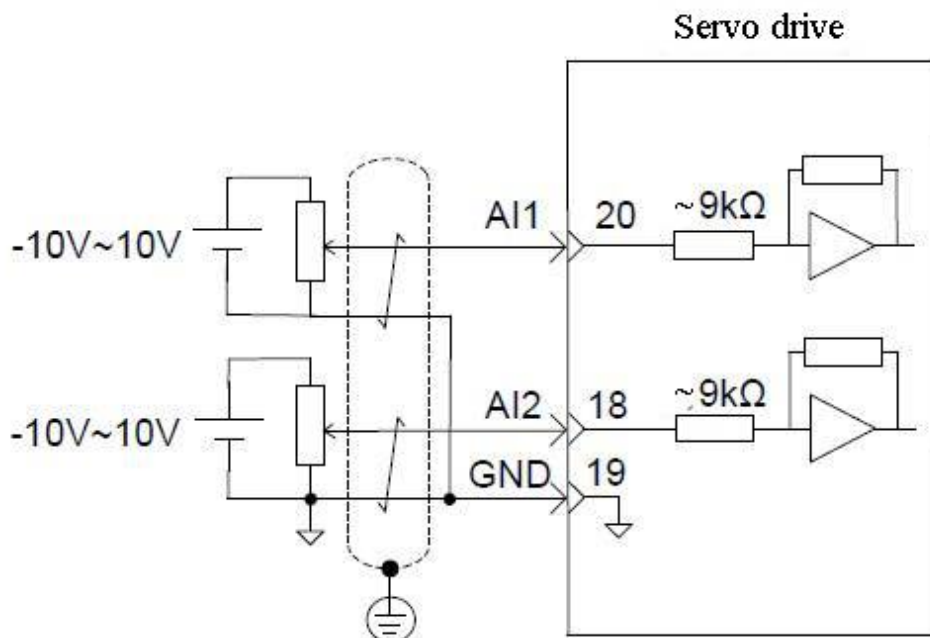 Servo drive
AI1 20 ~9kΩ
-10V~10V
AI2 18 ~9kΩ
-10V~10V
GND 19